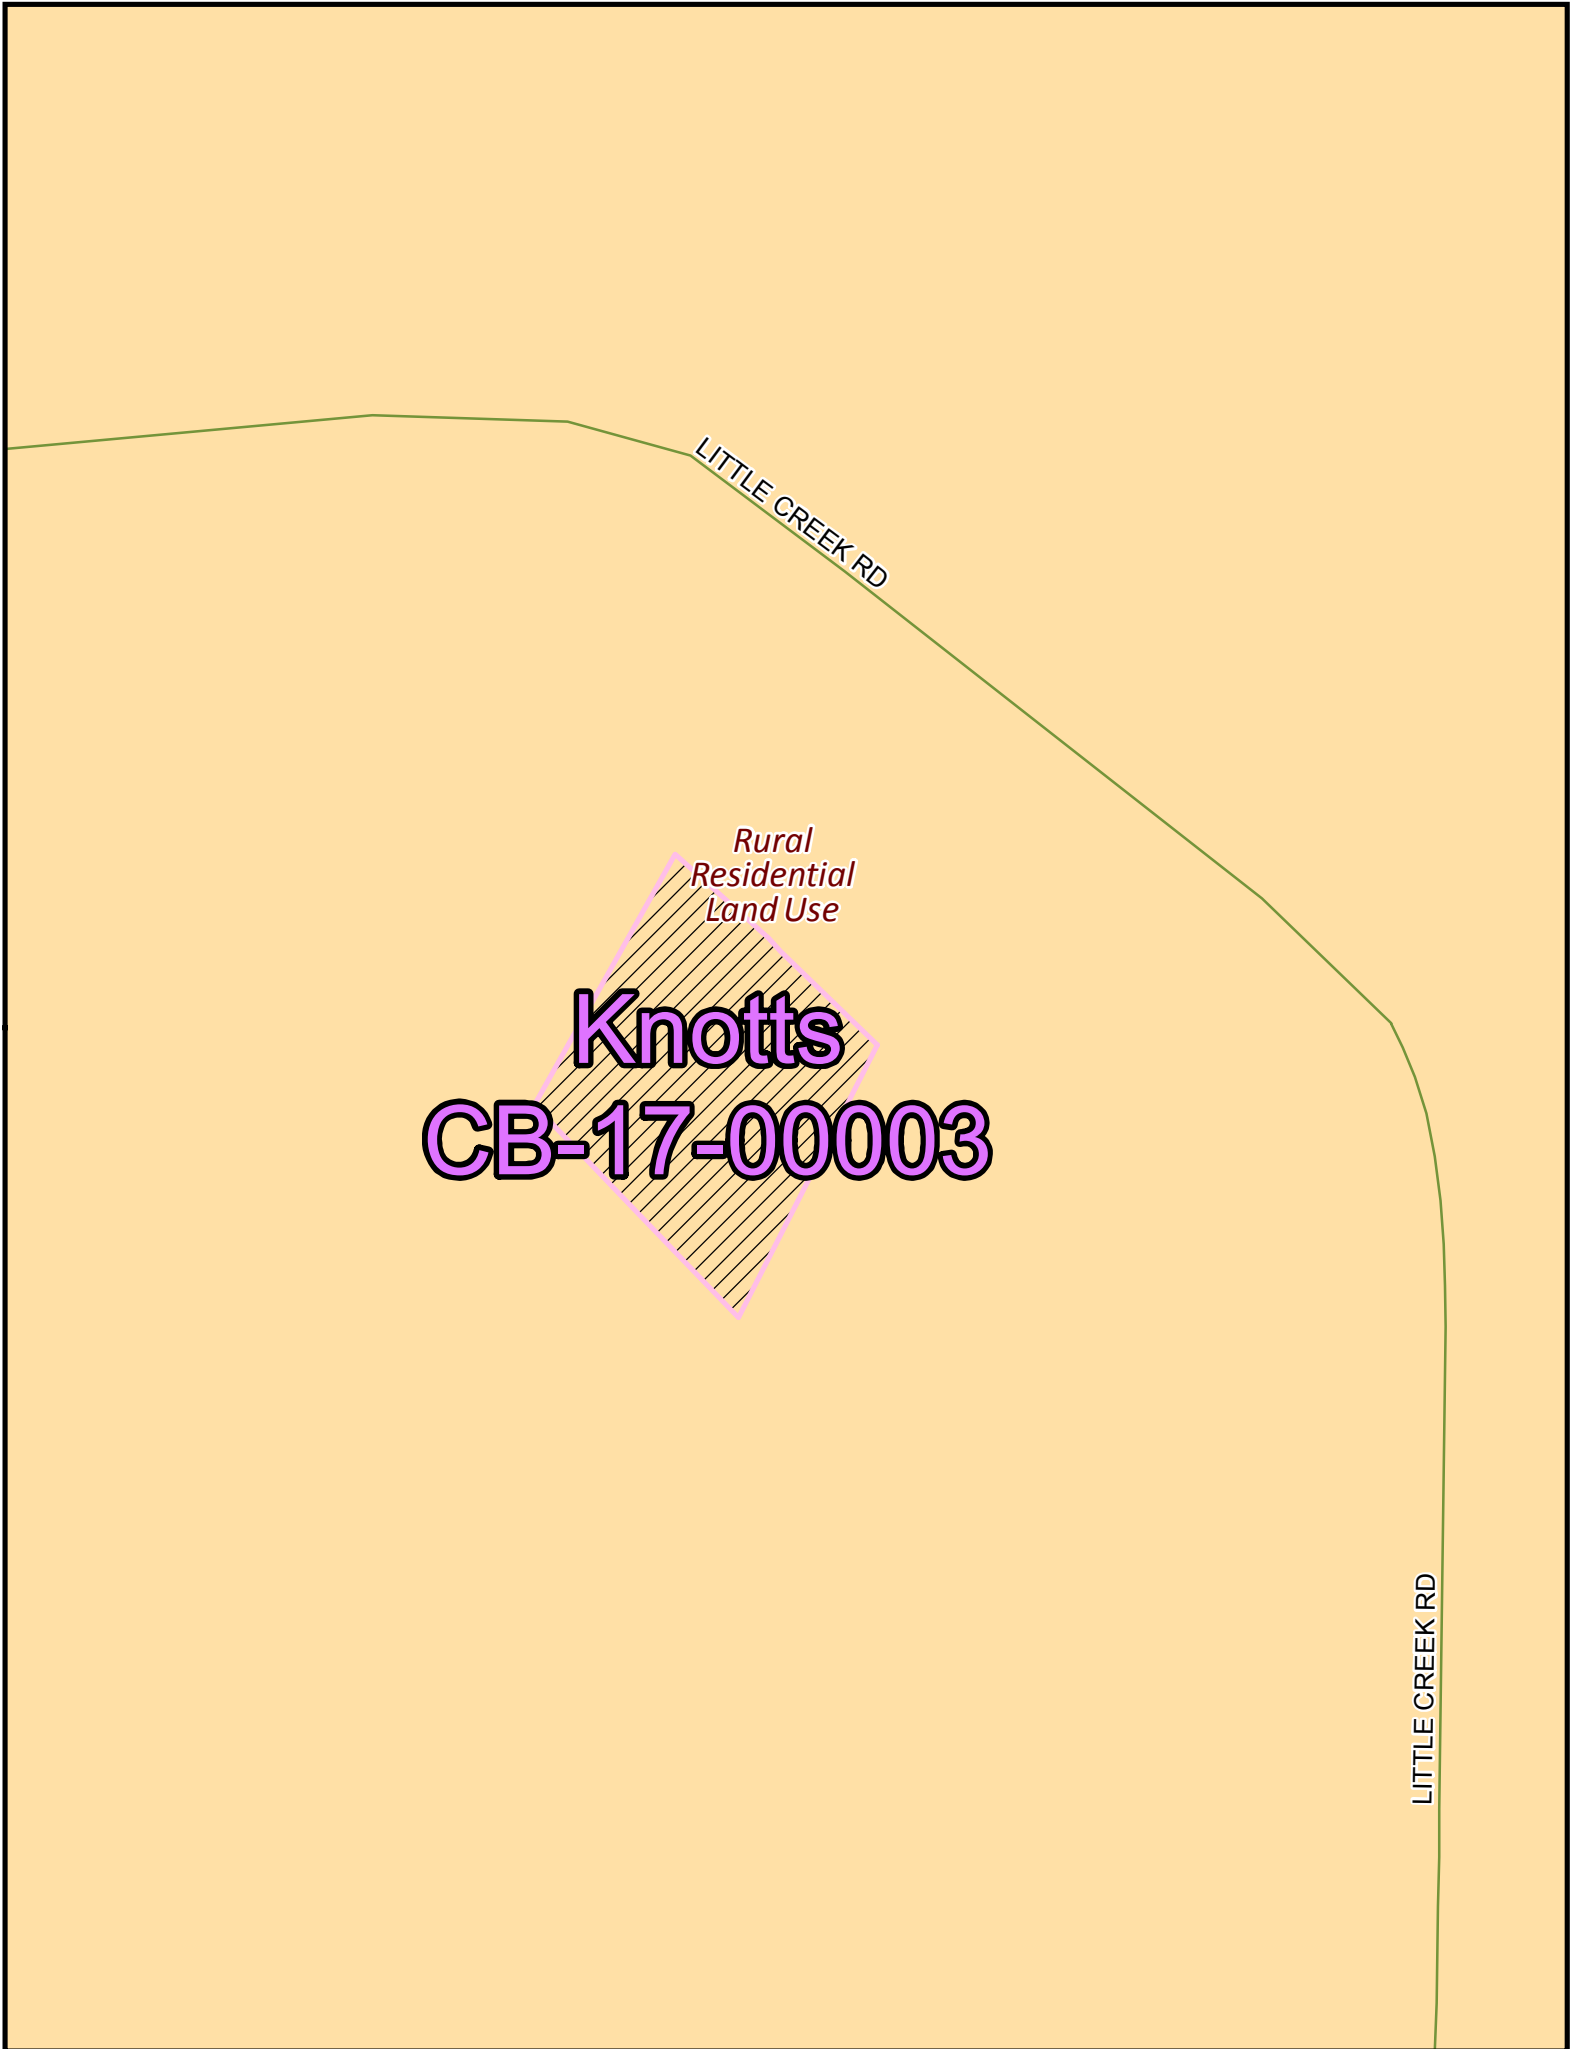 LITTLE CREEK RD
Rural
Residential
Land Use
Knotts
CB-17-00003
LITTLE CREEK RD